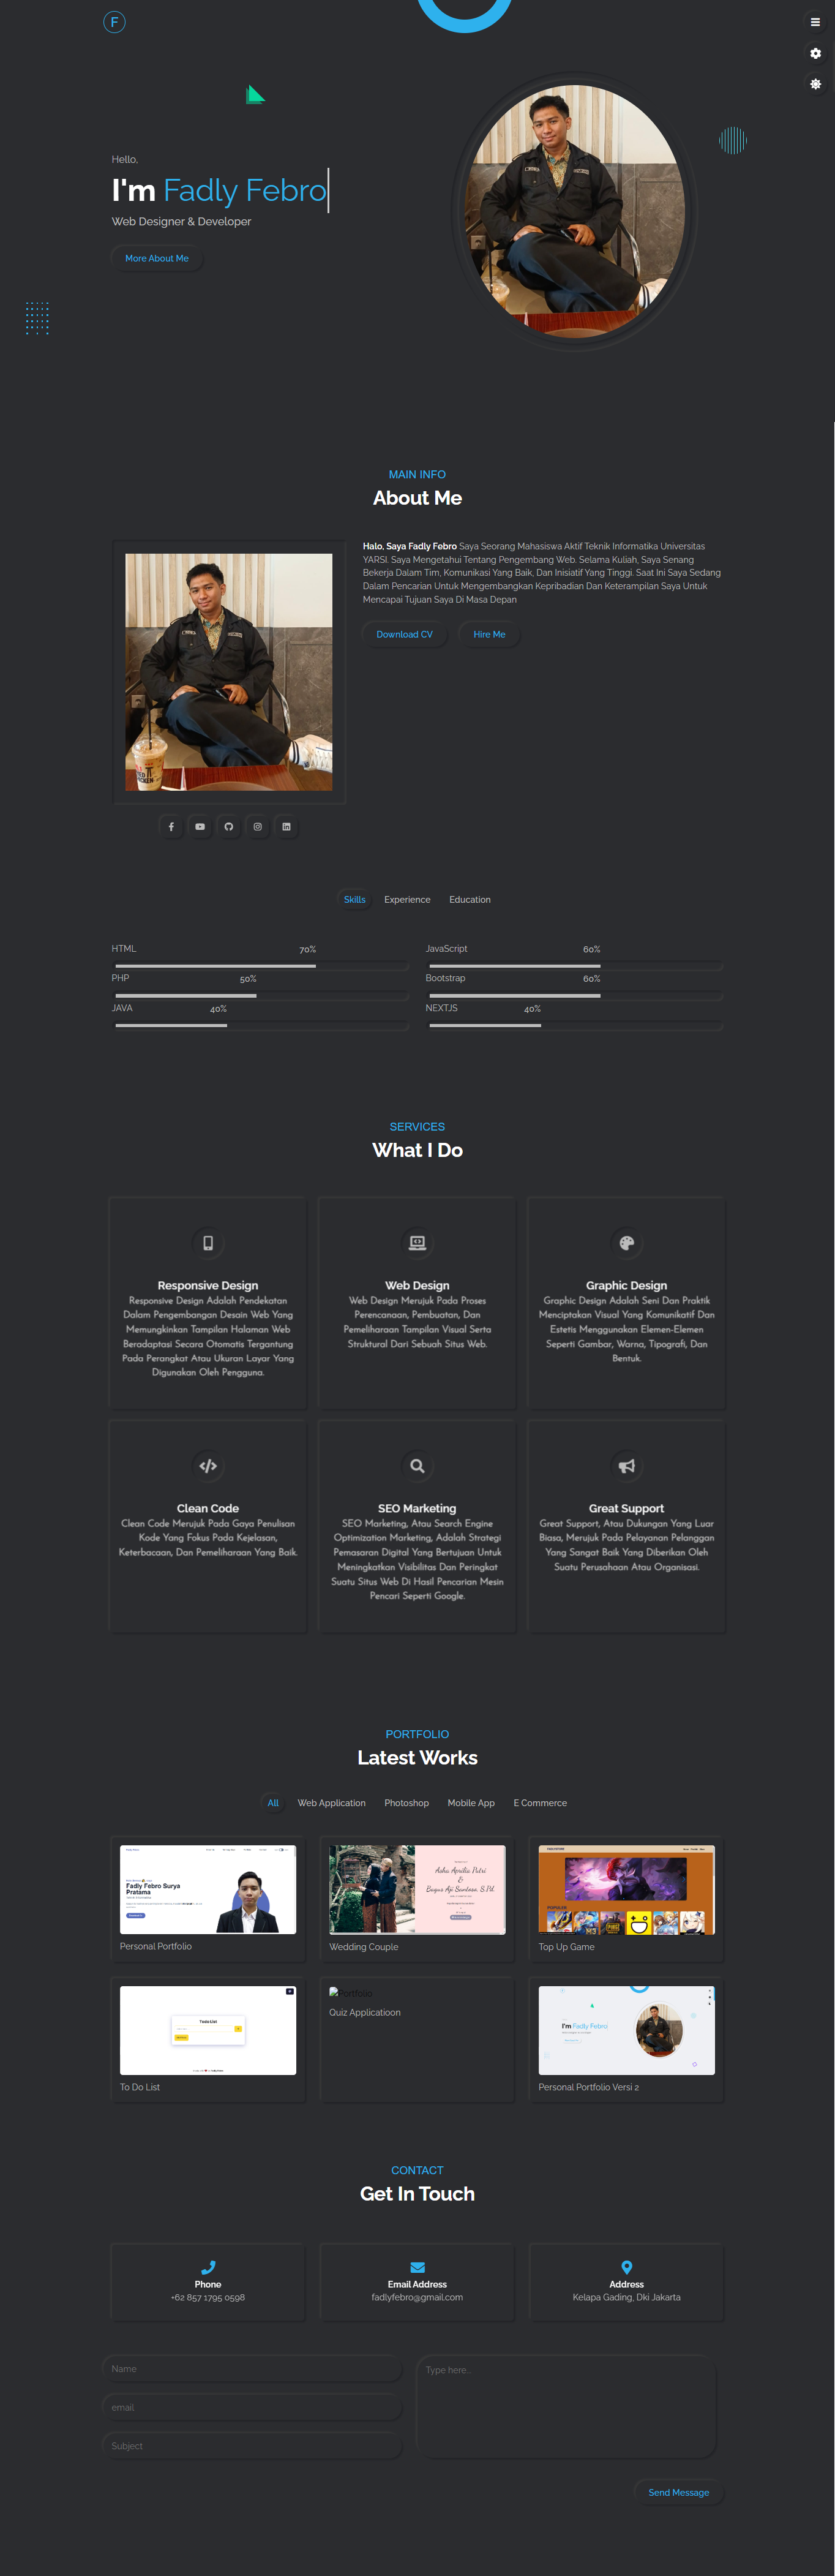 F
Hello,
I'm Fadly Febro
Web Designer & Developer
More About Me
MAIN INFO
About Me
Halo, Saya Fadly Febro Saya Seorang Mahasiswa Aktif Teknik Informatika Universitas
YARSI. Saya Mengetahui Tentang Pengembang Web. Selama Kuliah, Saya Senang
Bekerja Dalam Tim, Komunikasi Yang Baik, Dan Inisiatif Yang Tinggi. Saat Ini Saya Sedang
Dalam Pencarian Untuk Mengembangkan Kepribadian Dan Keterampilan Saya Untuk
Mencapai Tujuan Saya Di Masa Depan
Download CV
Hire Me
Skills Experience Education
HTML 70%
JavaScript 60%
PHP 50%
Bootstrap 60%
JAVA 40%
NEXTJS 40%
SERVICES
What I Do
Responsive Design
Responsive Design Adalah Pendekatan
Dalam Pengembangan Desain Web Yang
Memungkinkan Tampilan Halaman Web
Beradaptasi Secara Otomatis Tergantung
Pada Perangkat Atau Ukuran Layar Yang
Digunakan Oleh Pengguna.
Web Design
Web Design Merujuk Pada Proses
Perencanaan, Pembuatan, Dan
Pemeliharaan Tampilan Visual Serta
Struktural Dari Sebuah Situs Web.
Graphic Design
Graphic Design Adalah Seni Dan Praktik
Menciptakan Visual Yang Komunikatif Dan
Estetis Menggunakan Elemen-Elemen
Seperti Gambar, Warna, Tipografi, Dan
Bentuk.
Clean Code
Clean Code Merujuk Pada Gaya Penulisan
Kode Yang Fokus Pada Kejelasan,
Keterbacaan, Dan Pemeliharaan Yang Baik.
SEO Marketing
SEO Marketing, Atau Search Engine
Optimization Marketing, Adalah Strategi
Pemasaran Digital Yang Bertujuan Untuk
Meningkatkan Visibilitas Dan Peringkat
Suatu Situs Web Di Hasil Pencarian Mesin
Pencari Seperti Google.
Great Support
Great Support, Atau Dukungan Yang Luar
Biasa, Merujuk Pada Pelayanan Pelanggan
Yang Sangat Baik Yang Diberikan Oleh
Suatu Perusahaan Atau Organisasi.
PORTFOLIO
Latest Works
All Web Application Photoshop Mobile App E Commerce
Fadly Febro Surya
Pratama
Personal Portfolio
Asha Aprilia Putri
&
Bagus Aji Santoso, S.Pd.
Wedding Couple
POPULER
Top Up Game
Todo List
To Do List
Portfolio
Quiz Applicatioon
I'm Fadly Febro
Personal Portfolio Versi 2
CONTACT
Get In Touch
Phone
+62 857 1795 0598
Email Address
fadlyfebro@gmail.com
Address
Kelapa Gading, Dki Jakarta
Name
email
Subject
Type here...
Send Message